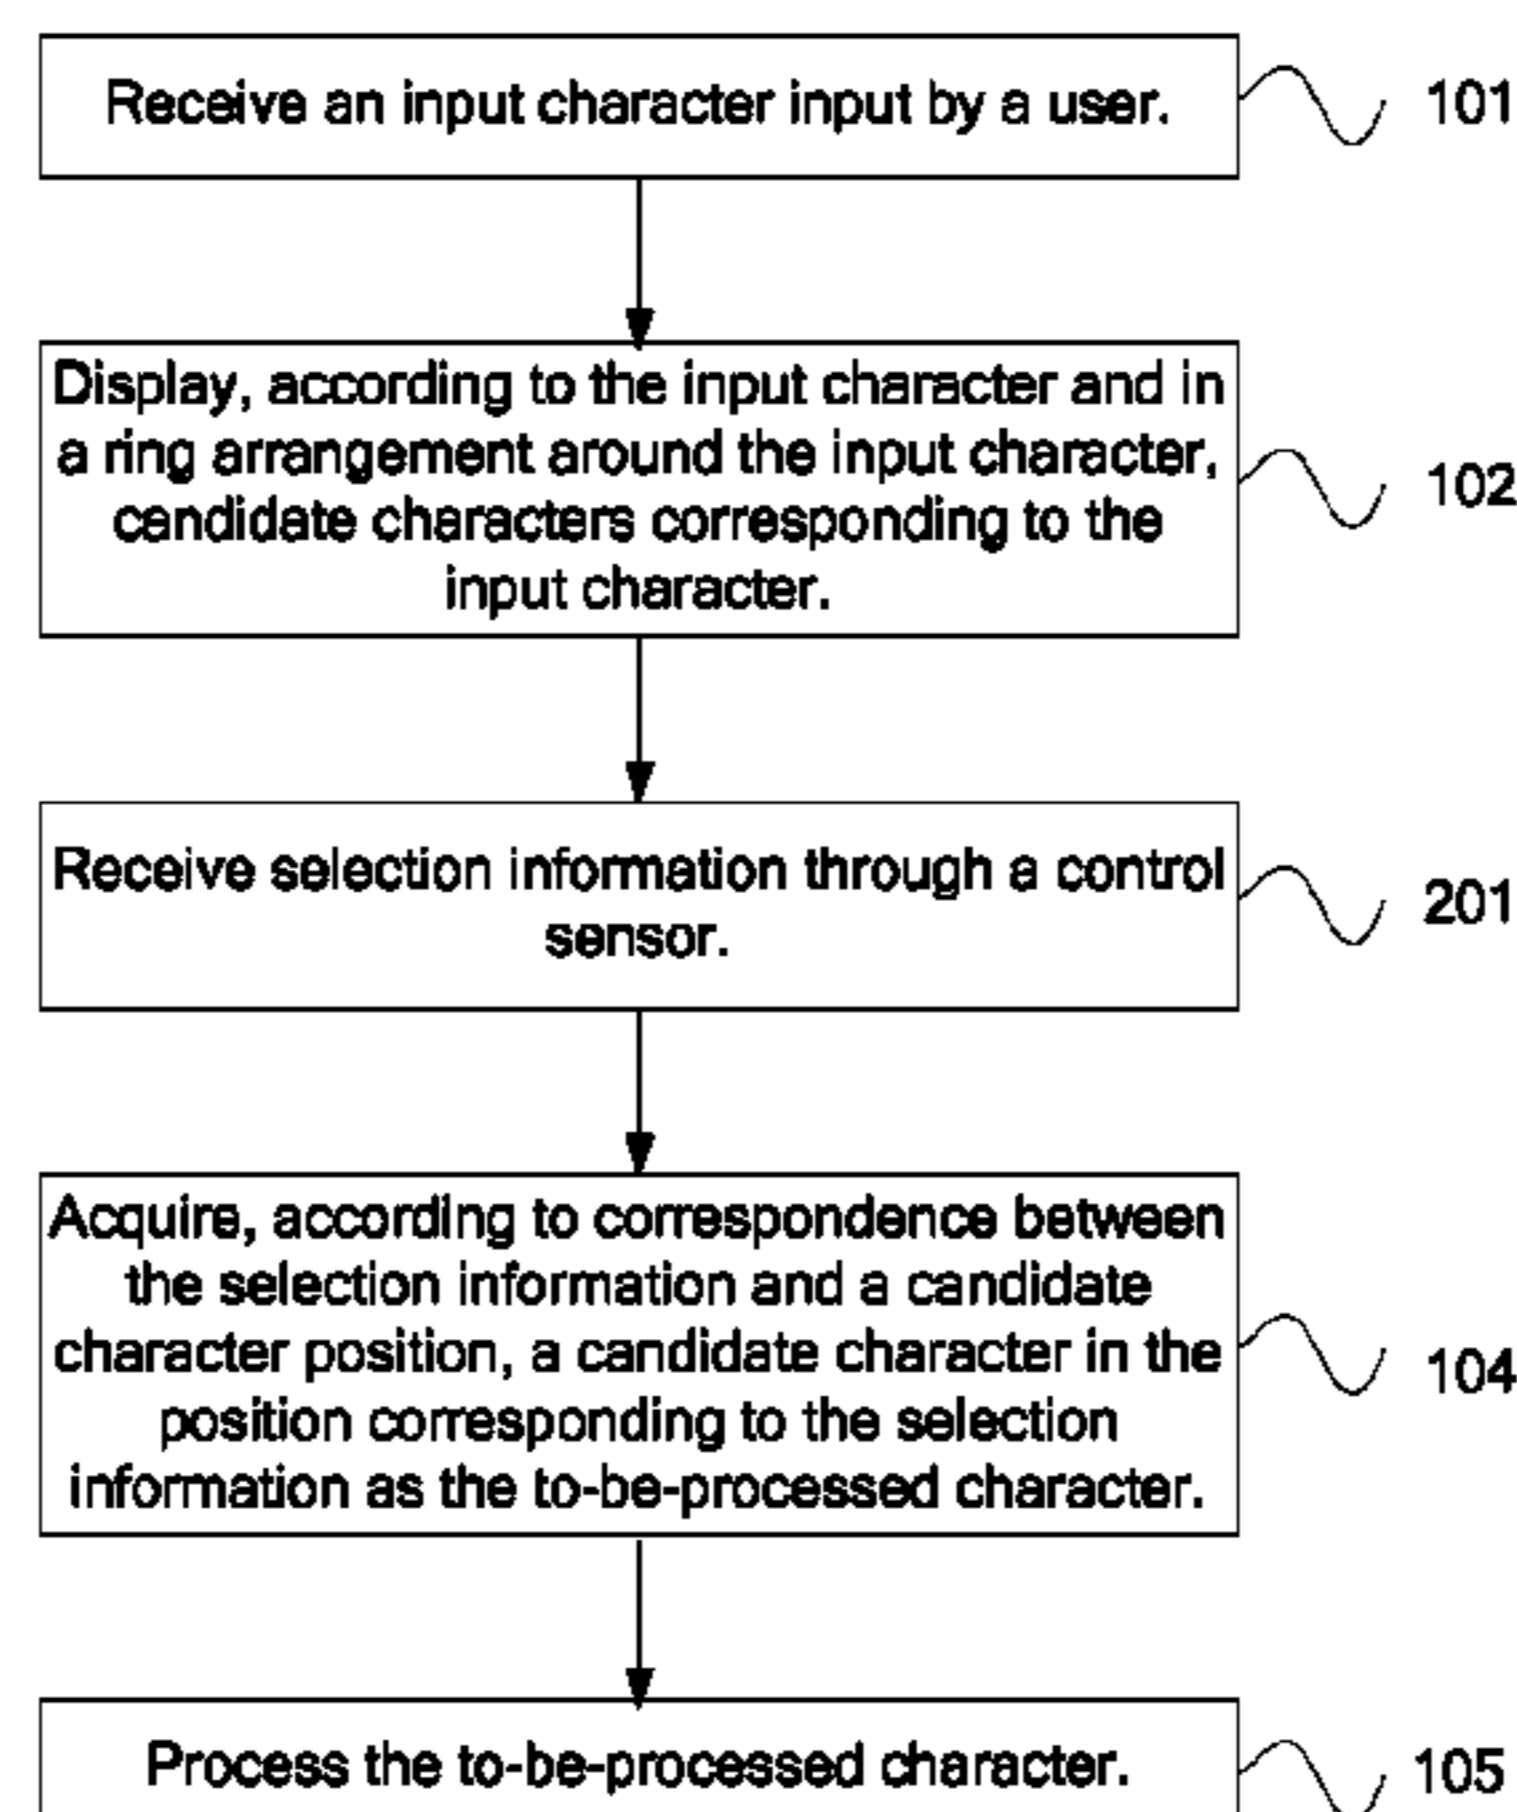 Receive an input character input by a user.
101
Display, according to the input character and in
a ring arrangement around the input character,
candidate characters corresponding to the
input character.
102
Receive selection information through a control
sensor.
201
Acquire, according to correspondence between
the selection information and a candidate
character position, a candidate character in the
position corresponding to the selection
information as the to-be-processed character.
104
Process the to-be-processed character.
105